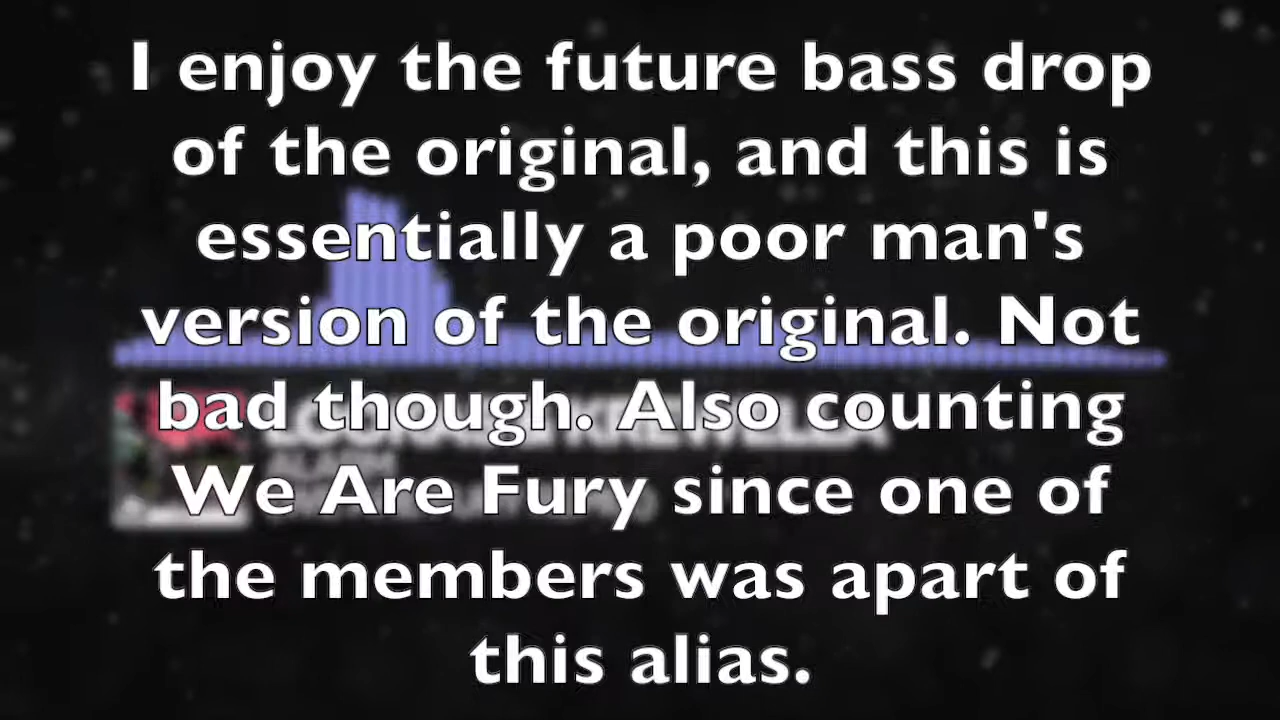 I enjoy the future bass drop
of the original, and this is
essentially a poor man's
version of the original. Not
bad though. Also counting
We Are Fury since one of
the members was apart of
this alias.